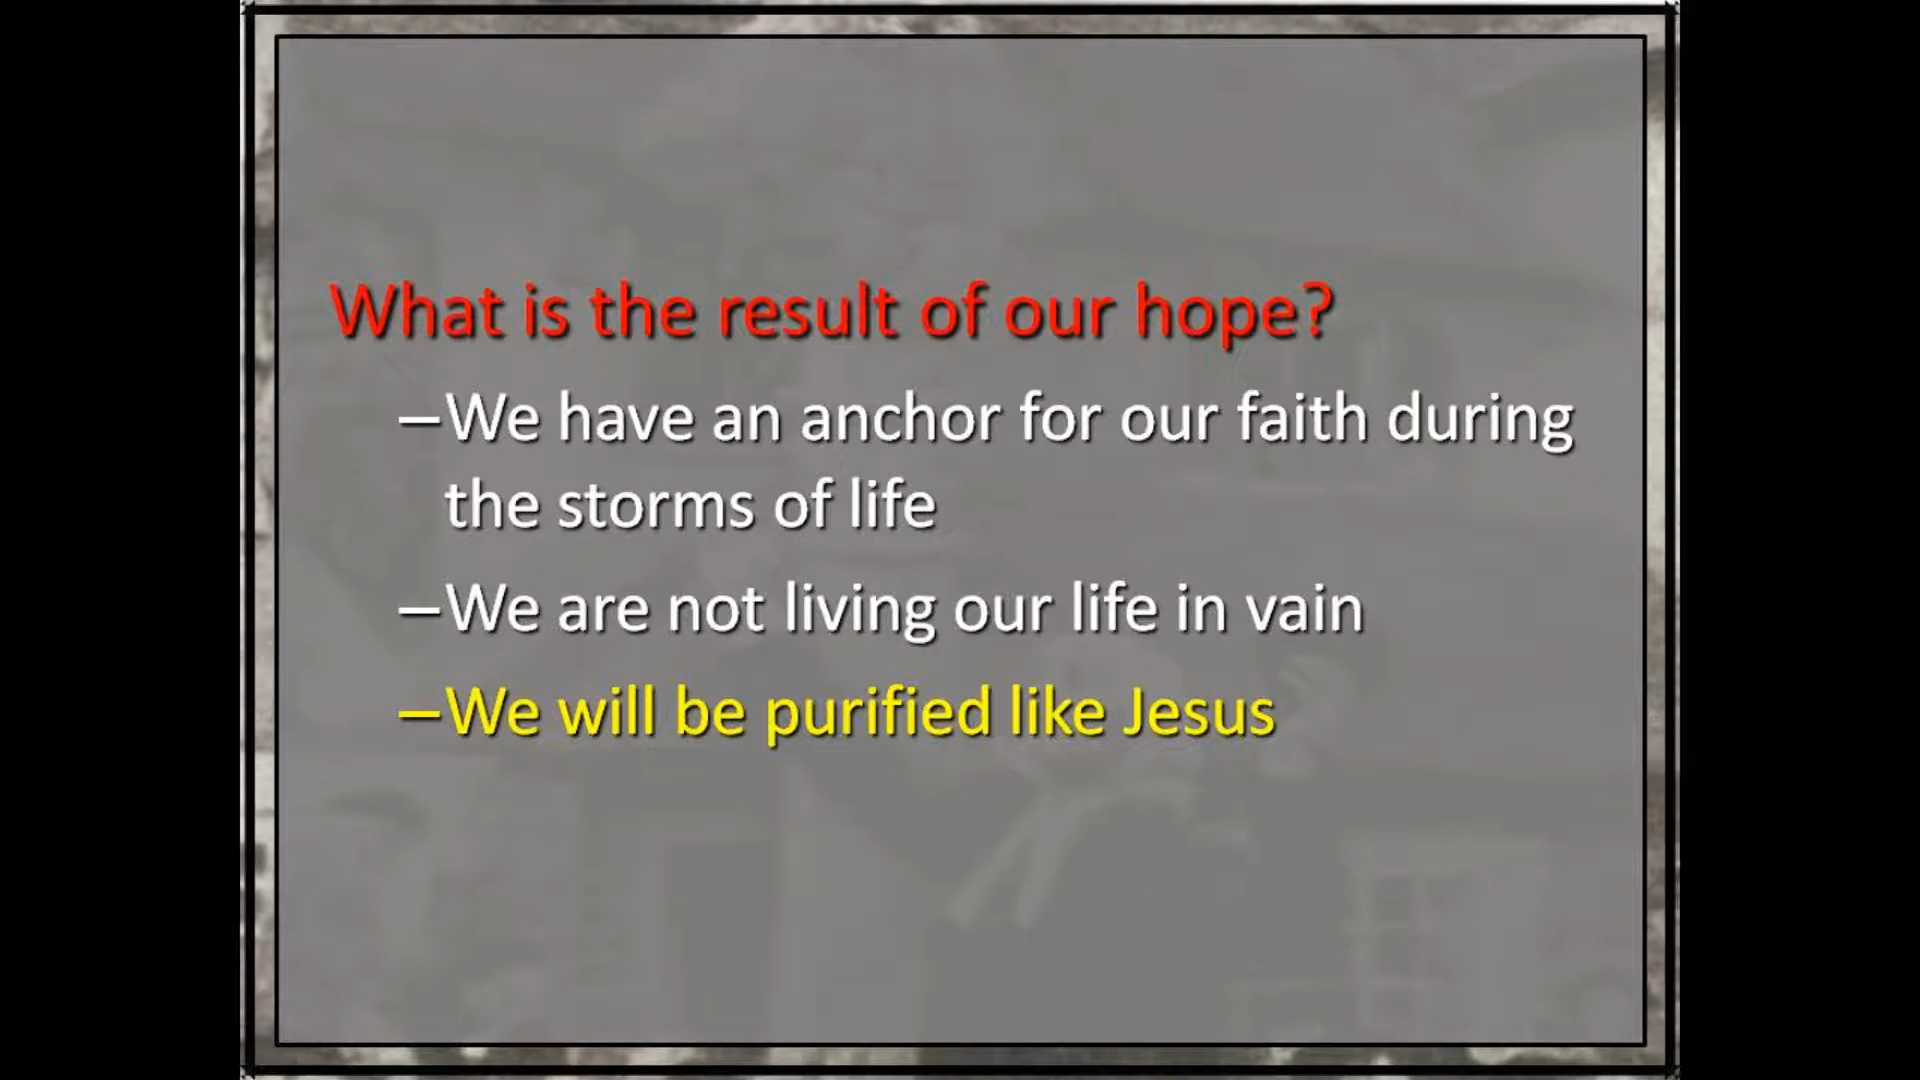 What is the result of our hope?
–We have an anchor for our faith during
the storms of life
–We are not living our life in vain
–We will be purified like Jesus